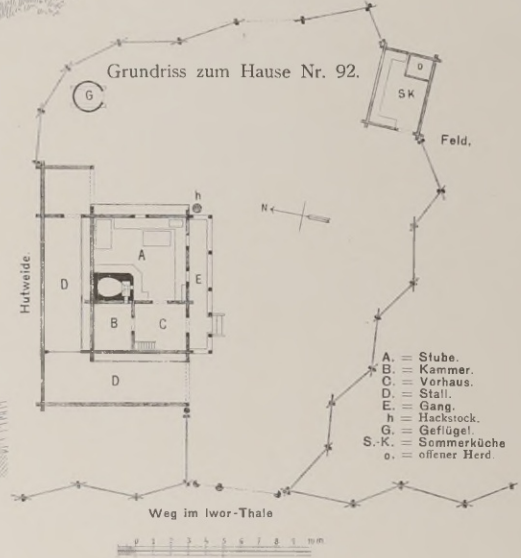 Grundriss zum Hause Nr. 92.
G
o
SK
Feld.
h
N
A
D
E
Hutweide.
B
C
D
A. = Stube.
B. = Kammer.
C. = Vorhaus.
D. = Stall.
E. = Gang.
h = Hackstock.
G. = Geflügel.
S.-K. = Sommerküche
o. = offener Herd.
Weg im Iwor-Thale
0 1 2 3 4 5 6 7 8 9 m